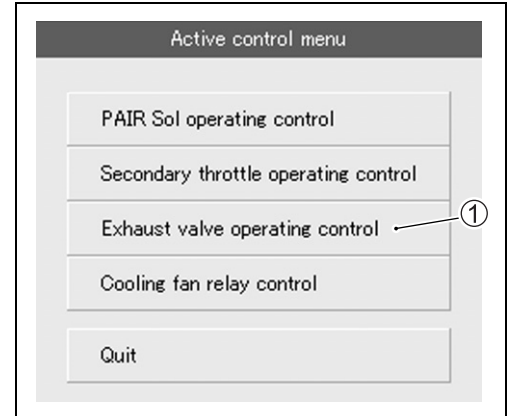 Active control menu
PAIR Sol operating control
Secondary throttle operating control
Exhaust valve operating control
①
Cooling fan relay control
Quit